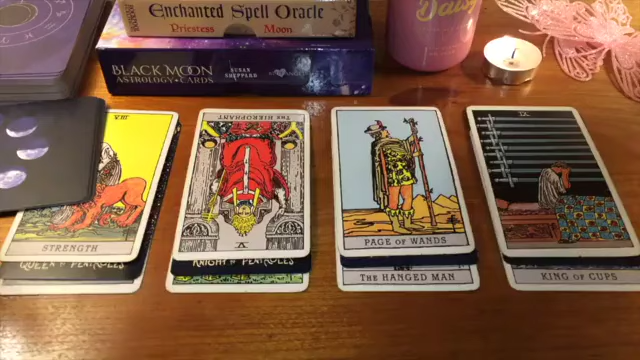 Enchanted Spell Oracle
Priestess Moon
Daisy
BLACK MOON
ASTROLOGY CARDS
SUSAN
SHEPPARD
VIII
STRENGTH
QUEEN of PENTACLES
THE HIEROPHANT
V
KNIGHT of PENTACLES
PAGE OF WANDS
THE HANGED MAN
IX
KING OF CUPS